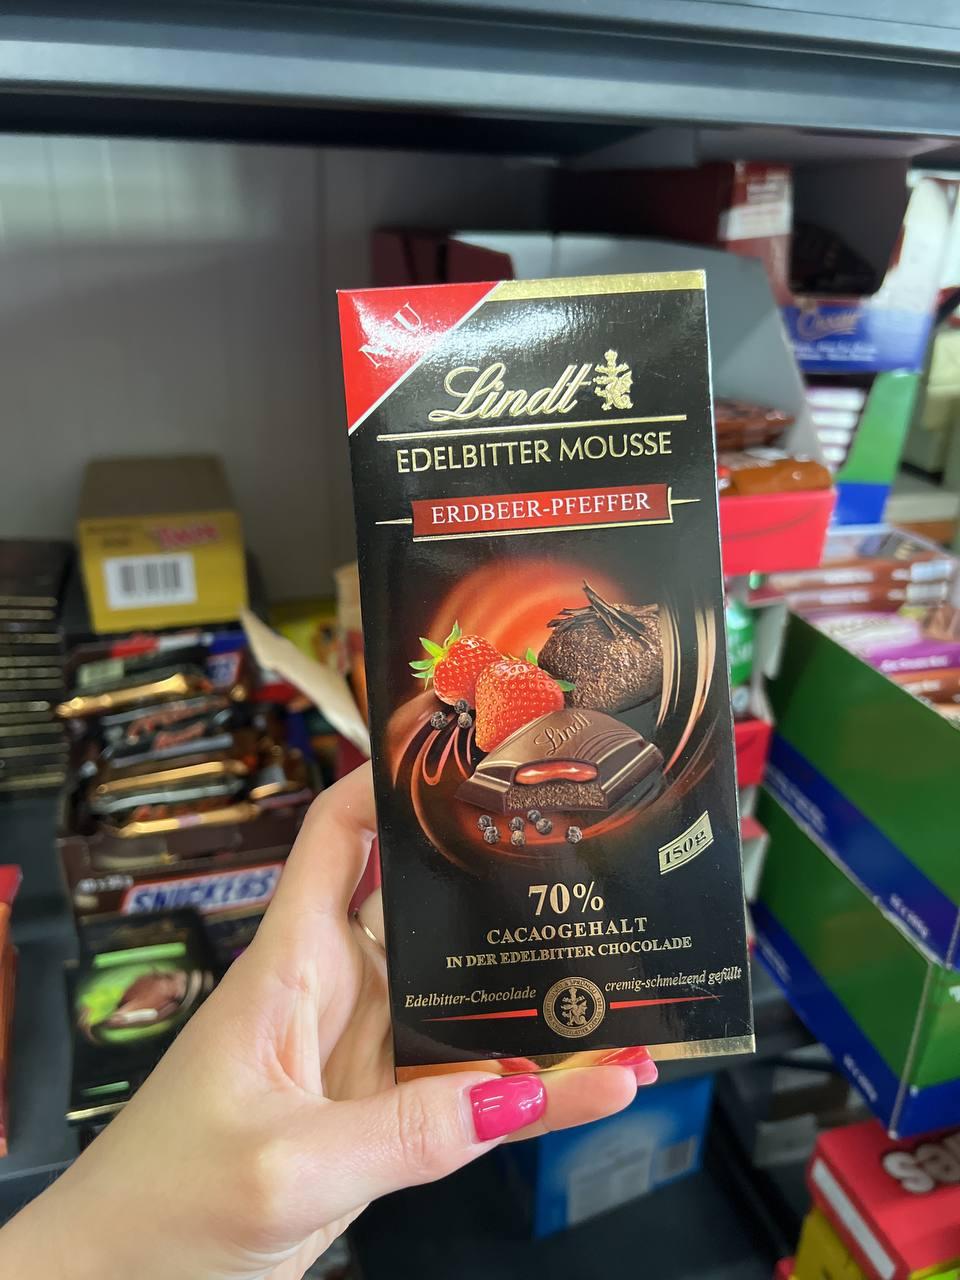 NEU
Lindt
EDELBITTER MOUSSE
ERDBEER-PFEFFER
Lindt
150g
70%
CACAOGEHALT
IN DER EDELBITTER CHOCOLADE
Edelbitter-Chocolade
cremig-schmelzend gefüllt
Twix
SNICKERS